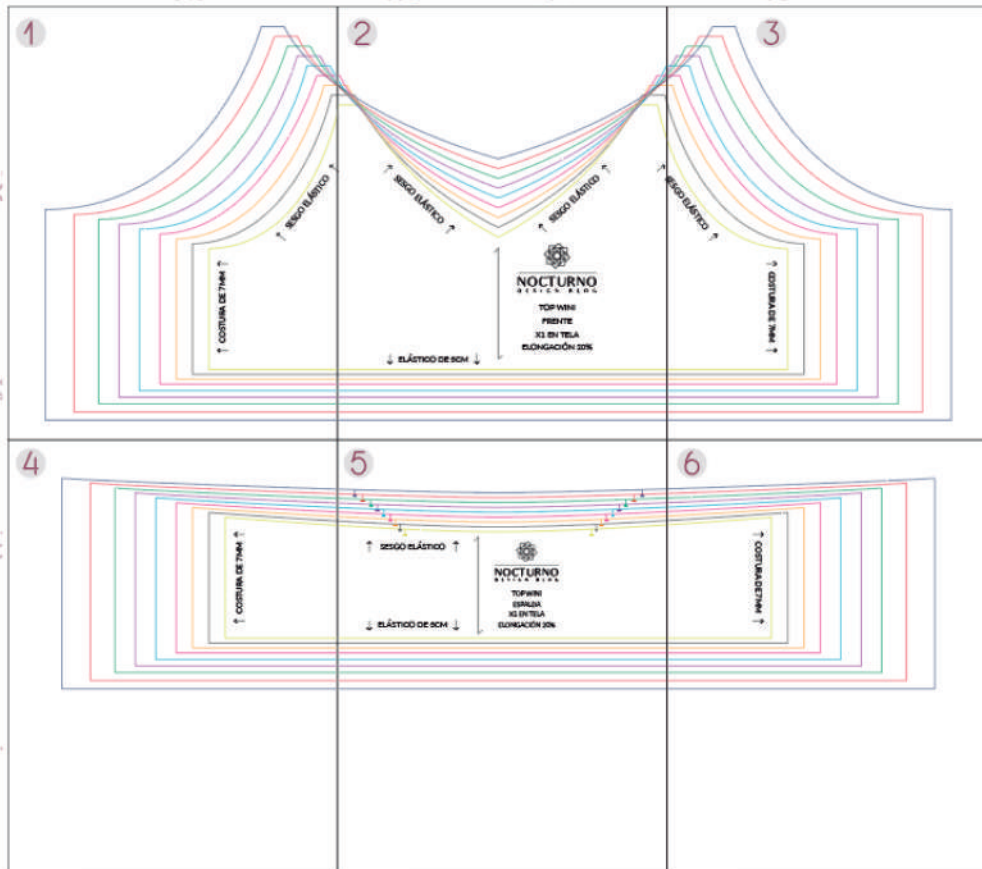 1
2
3
SESGO ELÁSTICO
SESGO ELÁSTICO
SESGO ELÁSTICO
SESGO ELÁSTICO
COSTURA DE 7MM
NOCTURNO
DESIGN BLOG
TOP WINI
FRENTE
X1 EN TELA
ELONGACIÓN 20%
COSTURA DE 7MM
ELÁSTICO DE 5CM
4
5
6
COSTURA DE 7MM
SESGO ELÁSTICO
NOCTURNO
DESIGN BLOG
TOP WINI
ESPALDA
X1 EN TELA
ELONGACIÓN 20%
ELÁSTICO DE 5CM
COSTURA DE 7MM